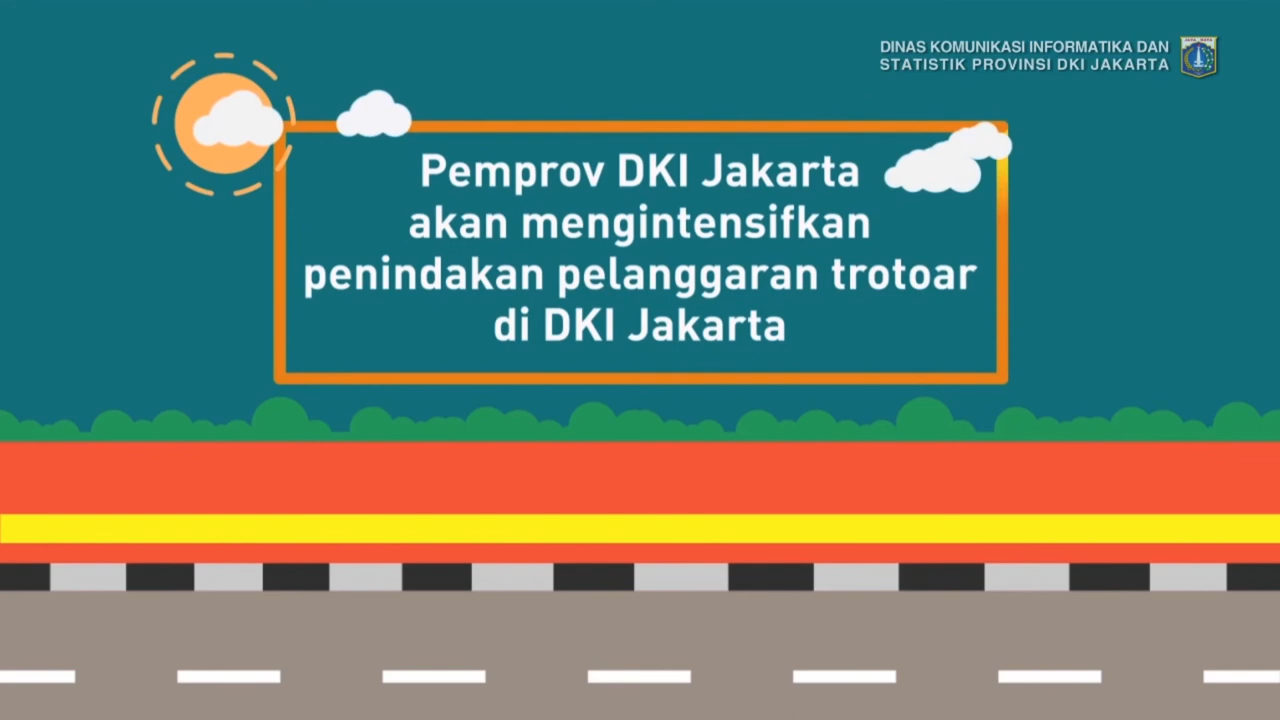 DINAS KOMUNIKASI INFORMATIKA DAN
STATISTIK PROVINSI DKI JAKARTA
Pemprov DKI Jakarta
akan mengintensifkan
penindakan pelanggaran trotoar
di DKI Jakarta